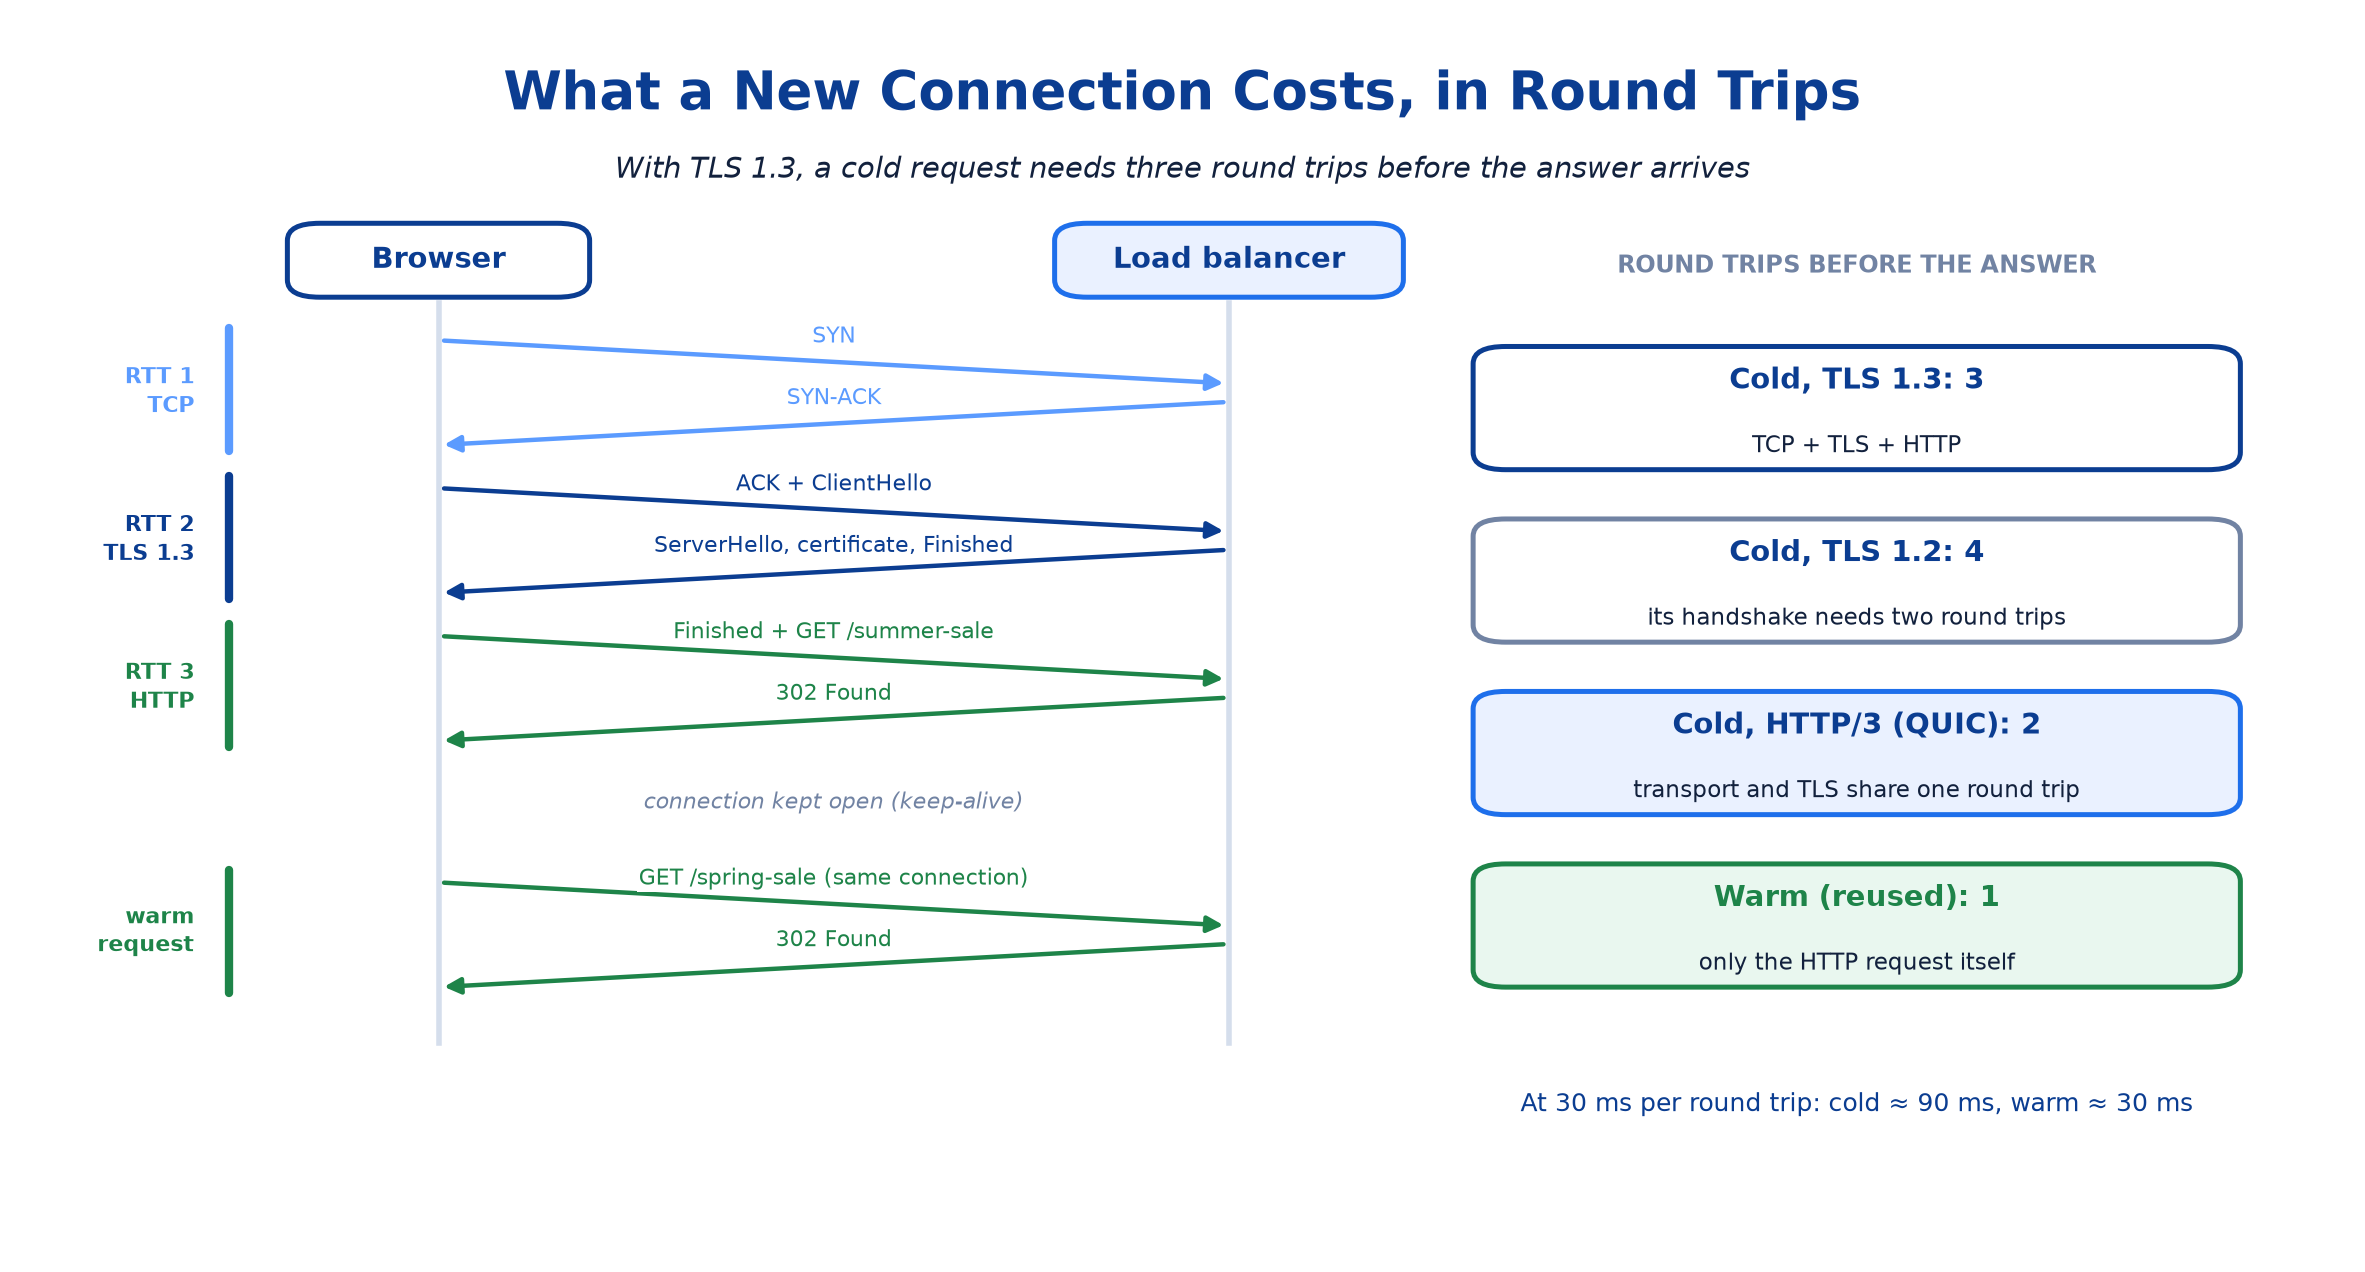 What a New Connection Costs, in Round Trips
With TLS 1.3, a cold request needs three round trips before the answer arrives
Browser
Load balancer
RTT 1
TCP
SYN
SYN-ACK
RTT 2
TLS 1.3
ACK + ClientHello
ServerHello, certificate, Finished
RTT 3
HTTP
Finished + GET /summer-sale
302 Found
connection kept open (keep-alive)
warm
request
GET /spring-sale (same connection)
302 Found
ROUND TRIPS BEFORE THE ANSWER
Cold, TLS 1.3: 3
TCP + TLS + HTTP
Cold, TLS 1.2: 4
its handshake needs two round trips
Cold, HTTP/3 (QUIC): 2
transport and TLS share one round trip
Warm (reused): 1
only the HTTP request itself
At 30 ms per round trip: cold ≈ 90 ms, warm ≈ 30 ms